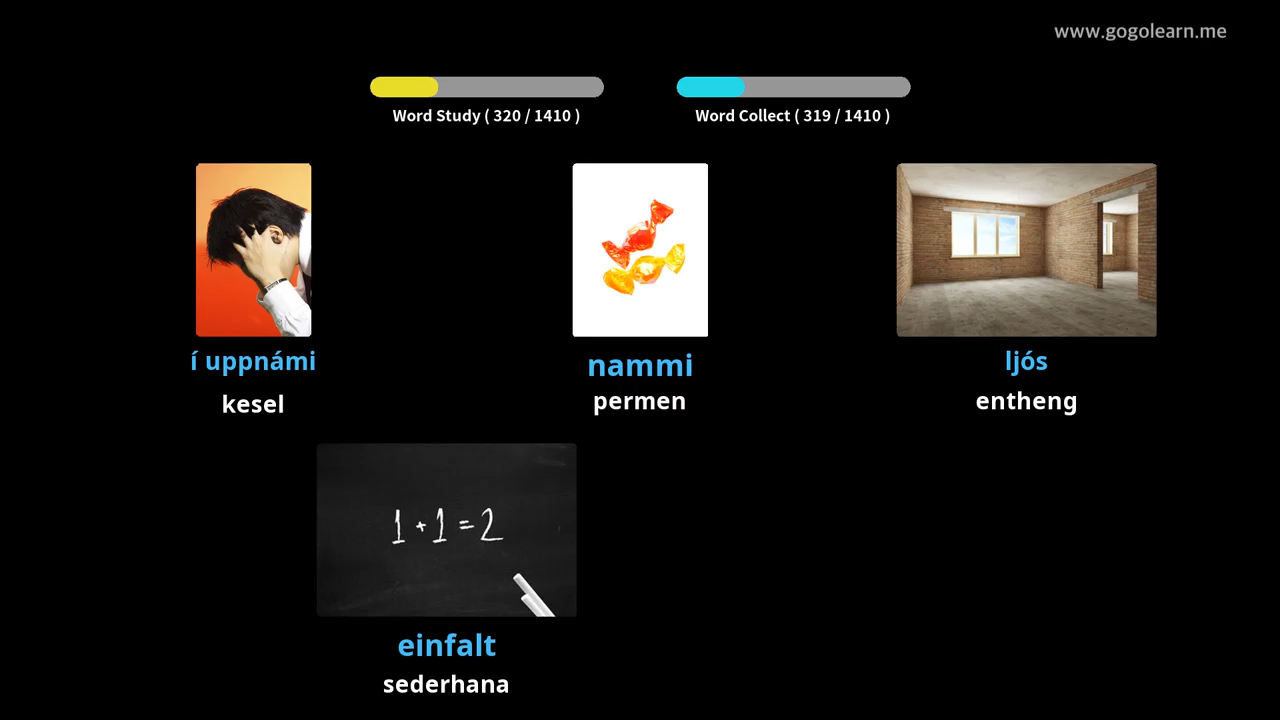 www.gogolearn.me
Word Study ( 320 / 1410 )
Word Collect ( 319 / 1410 )
í uppnámi
kesel
nammi
permen
ljós
entheng
1 + 1 = 2
einfalt
sederhana